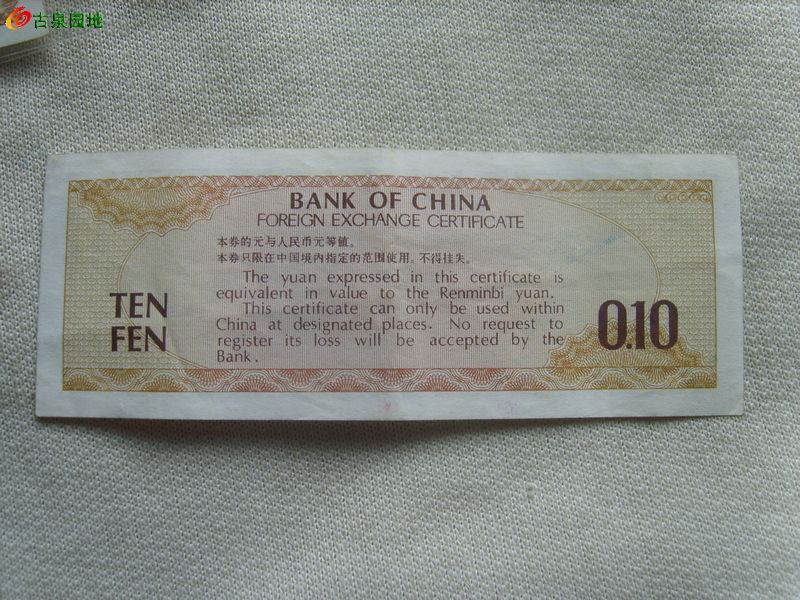 古泉园地
BANK OF CHINA
FOREIGN EXCHANGE CERTIFICATE
本券的元与人民币元等値。
本券只限在中国境内指定的范围使用。不得挂失。
The yuan expressed in this certificate is
equivalent in value to the Renminbi yuan.
This certificate can only be used within
China at designated places. No request to
register its loss will be accepted by the
Bank.
TEN
FEN
0.10